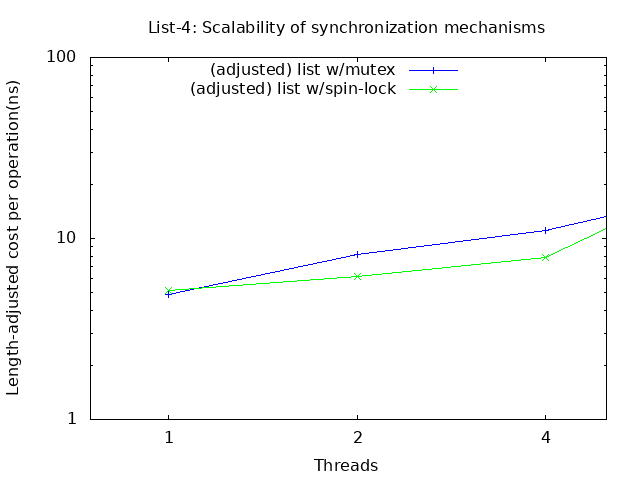 List-4: Scalability of synchronization mechanisms
(adjusted) list w/mutex
(adjusted) list w/spin-lock
Length-adjusted cost per operation(ns)
100
10
1
1
2
4
Threads